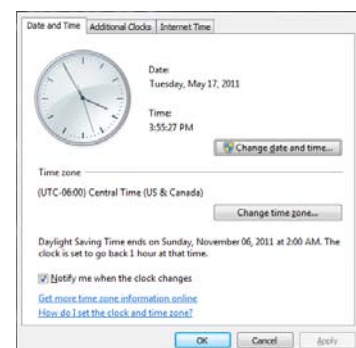 Date and Time Additional Clocks Internet Time
Date:
Tuesday, May 17, 2011
Time:
3:55:27 PM
Change date and time...
Time zone
(UTC-06:00) Central Time (US & Canada)
Change time zone...
Daylight Saving Time ends on Sunday, November 06, 2011 at 2:00 AM. The
clock is set to go back 1 hour at that time.
Notify me when the clock changes
Get more time zone information online
How do I set the clock and time zone?
OK Cancel Apply